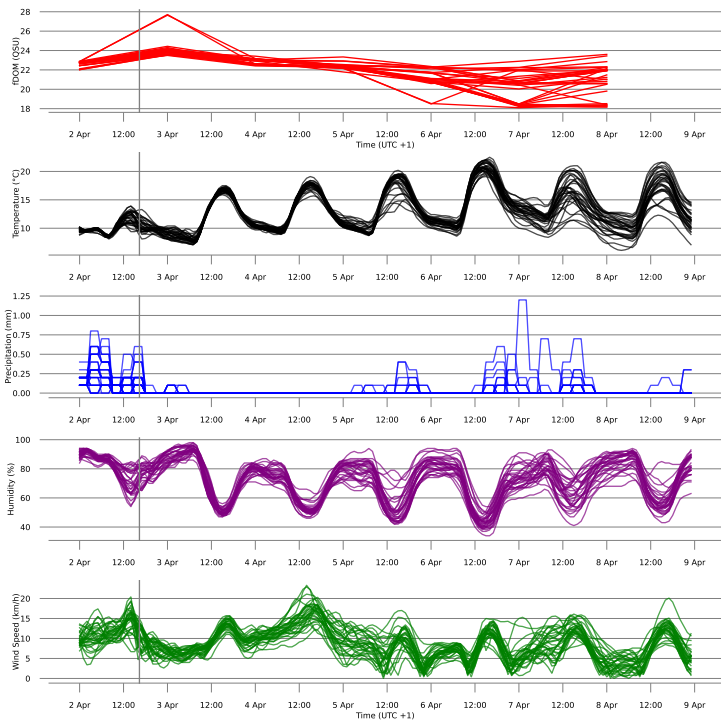 28
26
24
22
20
18
fDOM (QSU)
2 Apr 12:00 3 Apr 12:00 4 Apr 12:00 5 Apr 12:00 6 Apr 12:00 7 Apr 12:00 8 Apr 12:00 9 Apr
Time (UTC +1)
20
15
10
Temperature (°C)
2 Apr 12:00 3 Apr 12:00 4 Apr 12:00 5 Apr 12:00 6 Apr 12:00 7 Apr 12:00 8 Apr 12:00 9 Apr
1.25
1.00
0.75
0.50
0.25
0.00
Precipitation (mm)
2 Apr 12:00 3 Apr 12:00 4 Apr 12:00 5 Apr 12:00 6 Apr 12:00 7 Apr 12:00 8 Apr 12:00 9 Apr
100
80
60
40
Humidity (%)
2 Apr 12:00 3 Apr 12:00 4 Apr 12:00 5 Apr 12:00 6 Apr 12:00 7 Apr 12:00 8 Apr 12:00 9 Apr
20
15
10
5
0
Wind Speed (km/h)
2 Apr 12:00 3 Apr 12:00 4 Apr 12:00 5 Apr 12:00 6 Apr 12:00 7 Apr 12:00 8 Apr 12:00 9 Apr
Time (UTC +1)